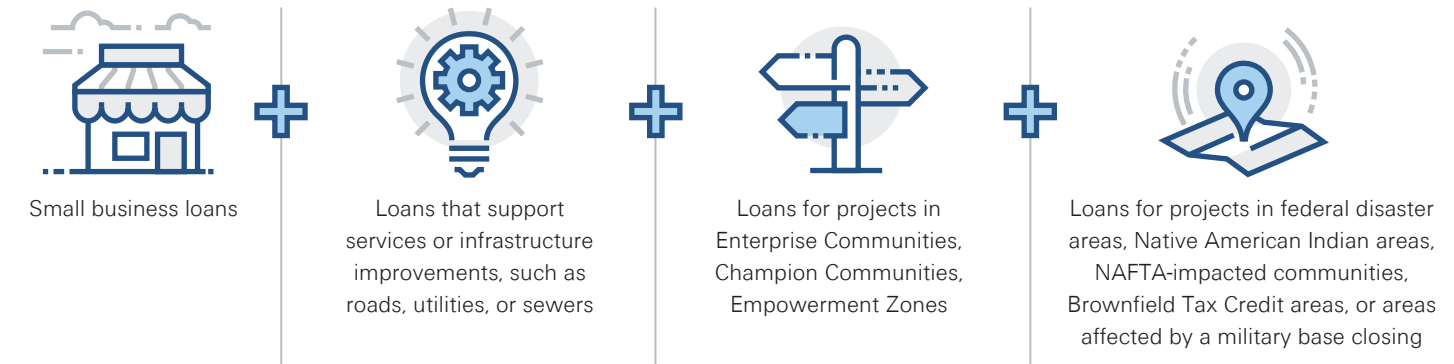 Small business loans
Loans that support
services or infrastructure
improvements, such as
roads, utilities, or sewers
Loans for projects in
Enterprise Communities,
Champion Communities,
Empowerment Zones
Loans for projects in federal disaster
areas, Native American Indian areas,
NAFTA-impacted communities,
Brownfield Tax Credit areas, or areas
affected by a military base closing